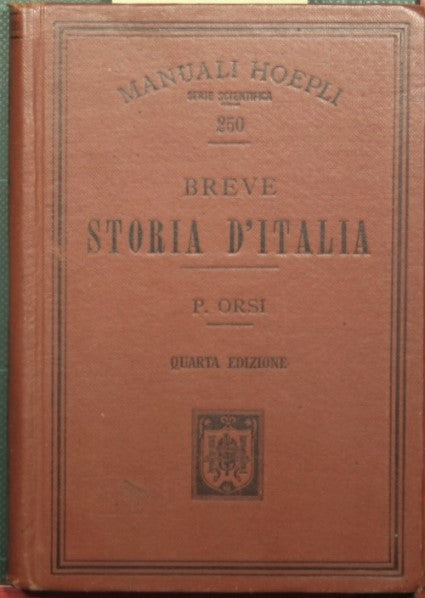 MANUALI HOEPLI
SERIE SCIENTIFICA
250
BREVE
STORIA D'ITALIA
P. ORSI
QUARTA EDIZIONE